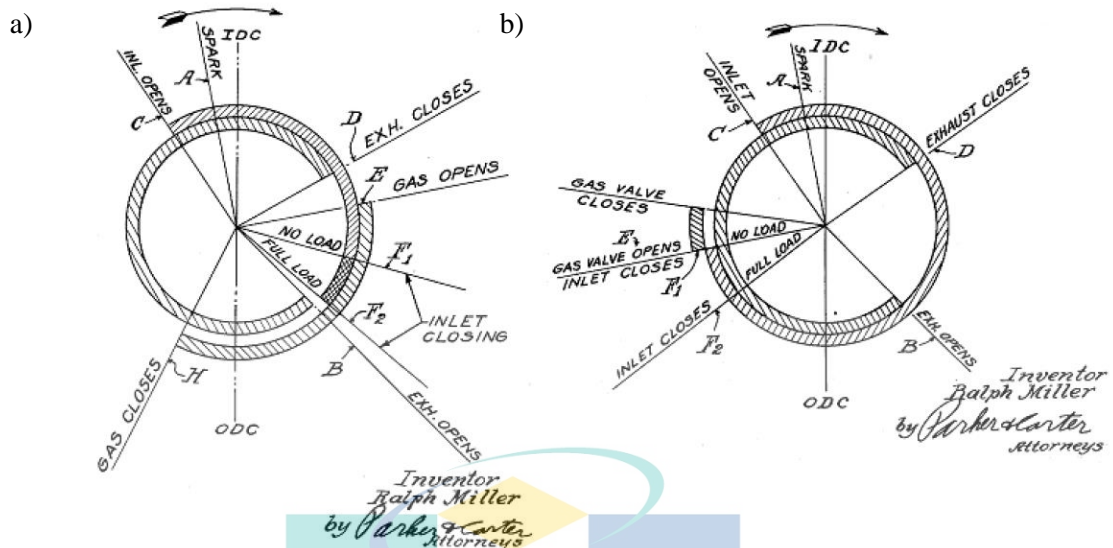 a)
IDC
SPARK
INL. OPENS
A
C
D
EXH. CLOSES
E
GAS OPENS
NO LOAD
FULL LOAD
F1
F2
INLET
CLOSING
B
H
GAS CLOSES
ODC
EXH. OPENS
Inventor
Ralph Miller
by Parker & Carter
Attorneys
b)
IDC
SPARK
INLET
OPENS
A
C
EXHAUST CLOSES
D
GAS VALVE
CLOSES
E
NO LOAD
FULL LOAD
GAS VALVE OPENS
INLET CLOSES
F1
INLET CLOSES
F2
B
EXH. OPENS
ODC
Inventor
Ralph Miller
by Parker & Carter
Attorneys